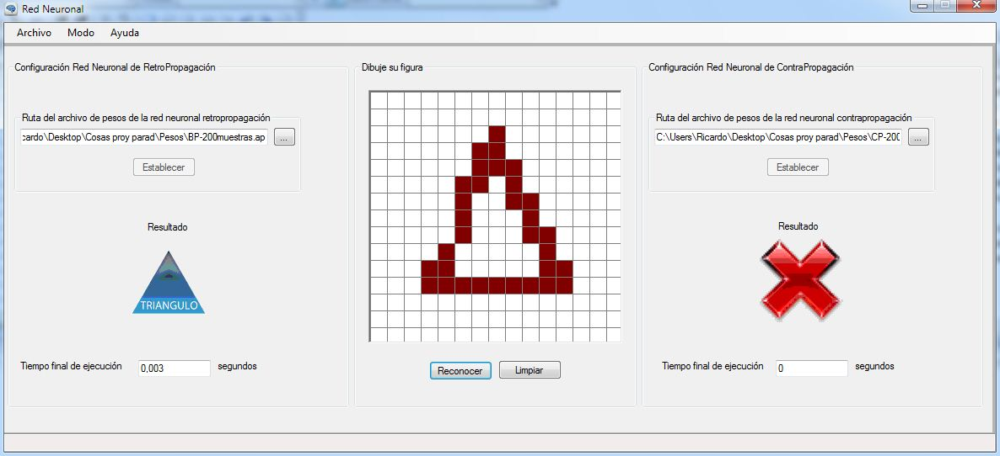 Red Neuronal
Archivo Modo Ayuda
Configuración Red Neuronal de RetroPropagación
Ruta del archivo de pesos de la red neuronal retropropagación
cardo\Desktop\Cosas proy parad\Pesos\BP-200muestras.ap
...
Establecer
Resultado
TRIANGULO
Tiempo final de ejecución 0,003 segundos
Dibuje su figura
Reconocer Limpiar
Configuración Red Neuronal de ContraPropagación
Ruta del archivo de pesos de la red neuronal contrapropagación
C:\Users\Ricardo\Desktop\Cosas proy parad\Pesos\CP-200
...
Establecer
Resultado
Tiempo final de ejecución 0 segundos